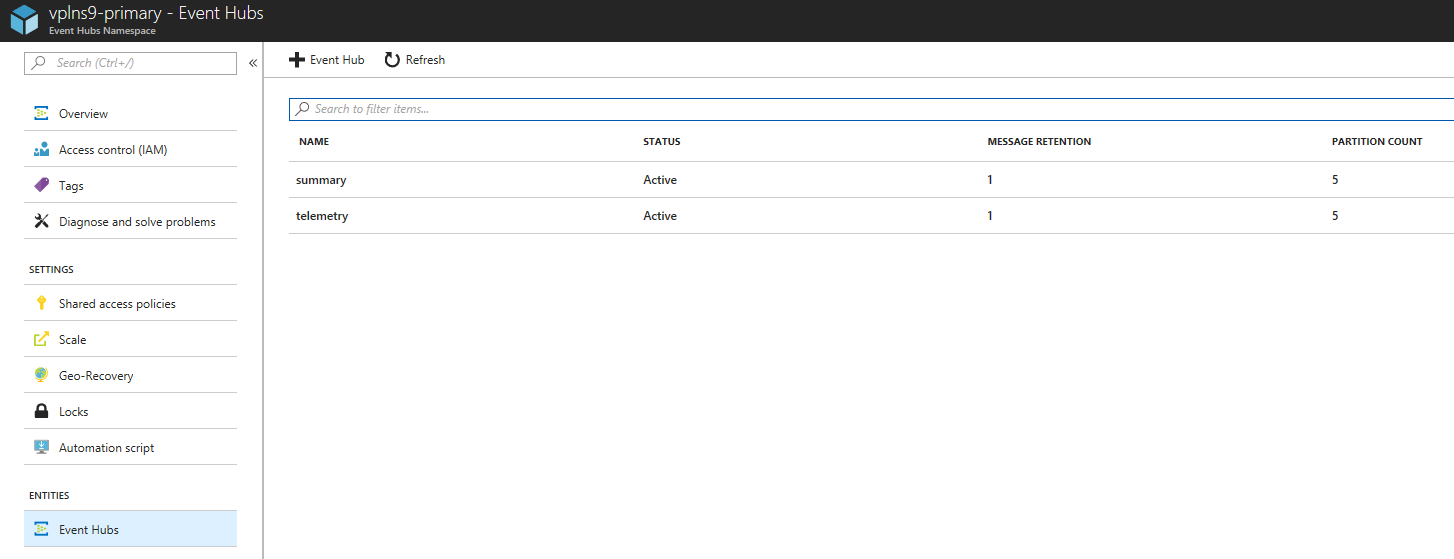 vplns9-primary - Event Hubs
Event Hubs Namespace
Search (Ctrl+/)
«
Overview
Access control (IAM)
Tags
Diagnose and solve problems
SETTINGS
Shared access policies
Scale
Geo-Recovery
Locks
Automation script
ENTITIES
Event Hubs
Event Hub Refresh
Search to filter items...
NAME STATUS MESSAGE RETENTION PARTITION COUNT
summary Active 1 5
telemetry Active 1 5